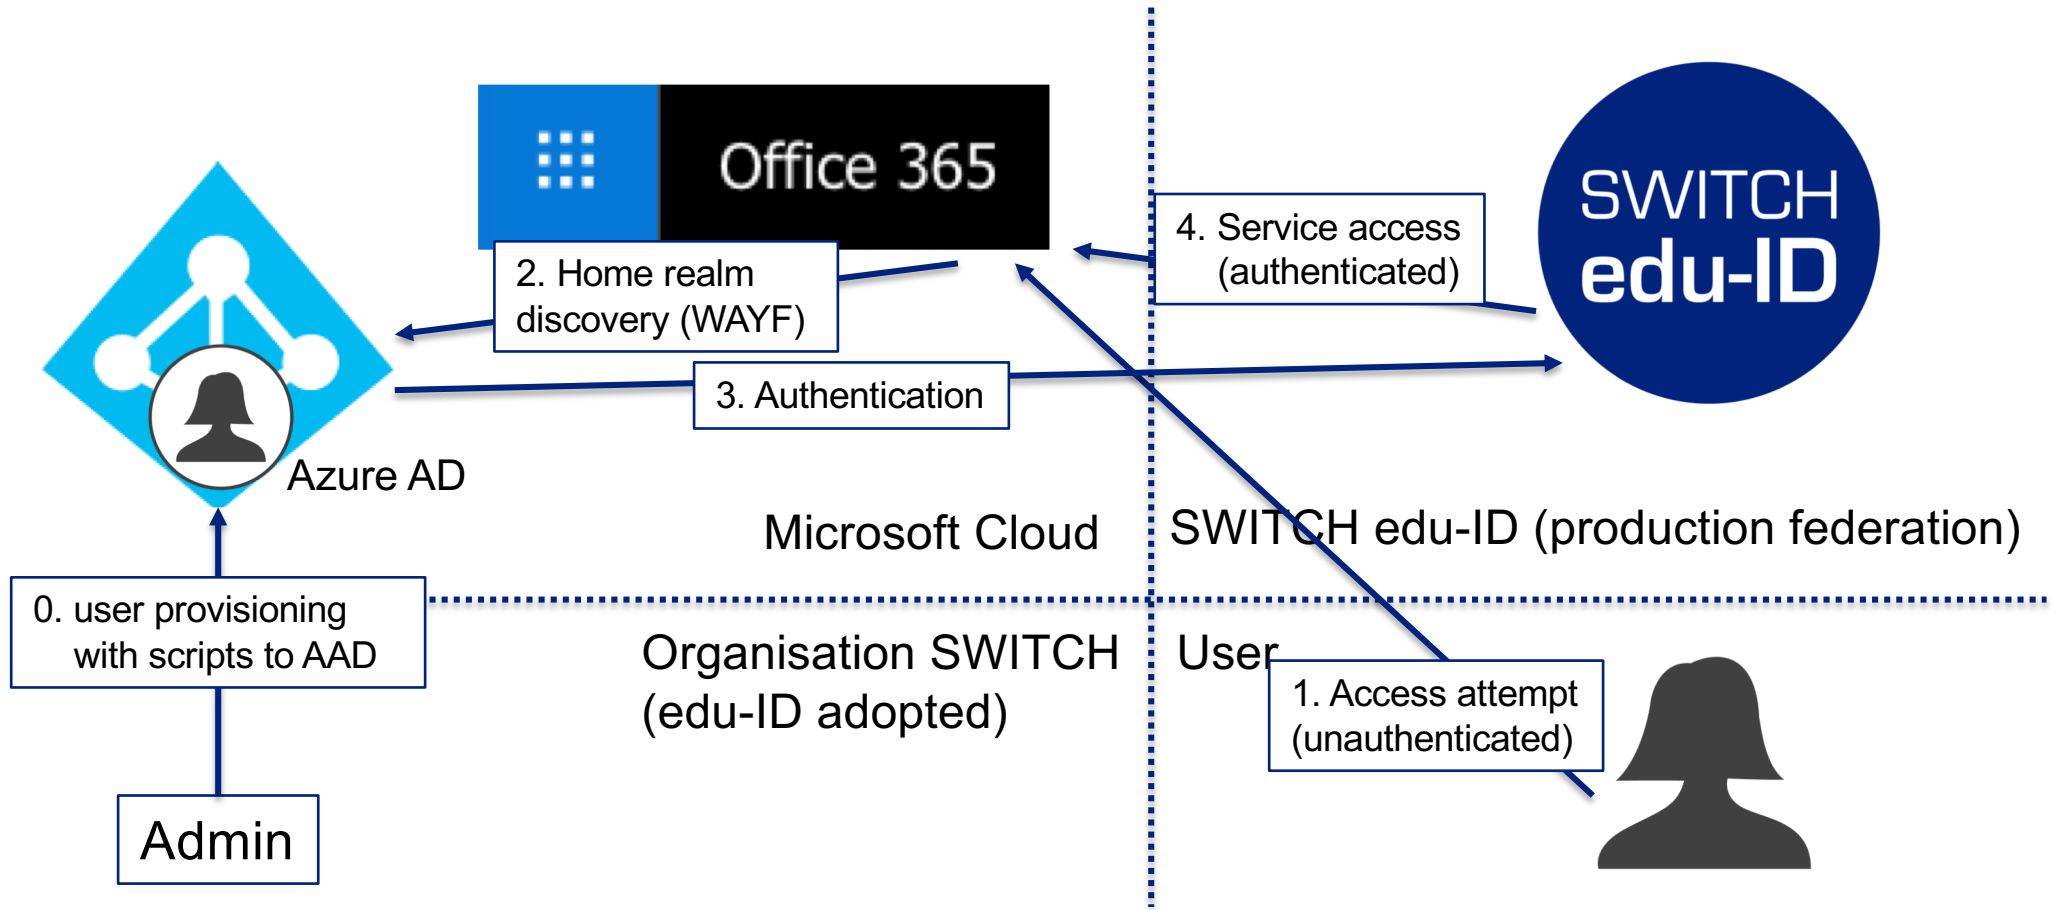 Office 365
SWITCH
edu-ID
4. Service access
(authenticated)
2. Home realm
discovery (WAYF)
3. Authentication
Azure AD
Microsoft Cloud
SWITCH edu-ID (production federation)
0. user provisioning
with scripts to AAD
Organisation SWITCH
(edu-ID adopted)
User
1. Access attempt
(unauthenticated)
Admin